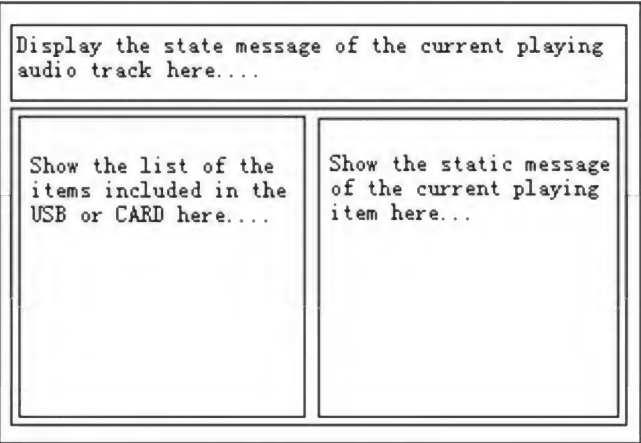 Display the state message of the current playing
audio track here....
Show the list of the
items included in the
USB or CARD here....
Show the static message
of the current playing
item here...